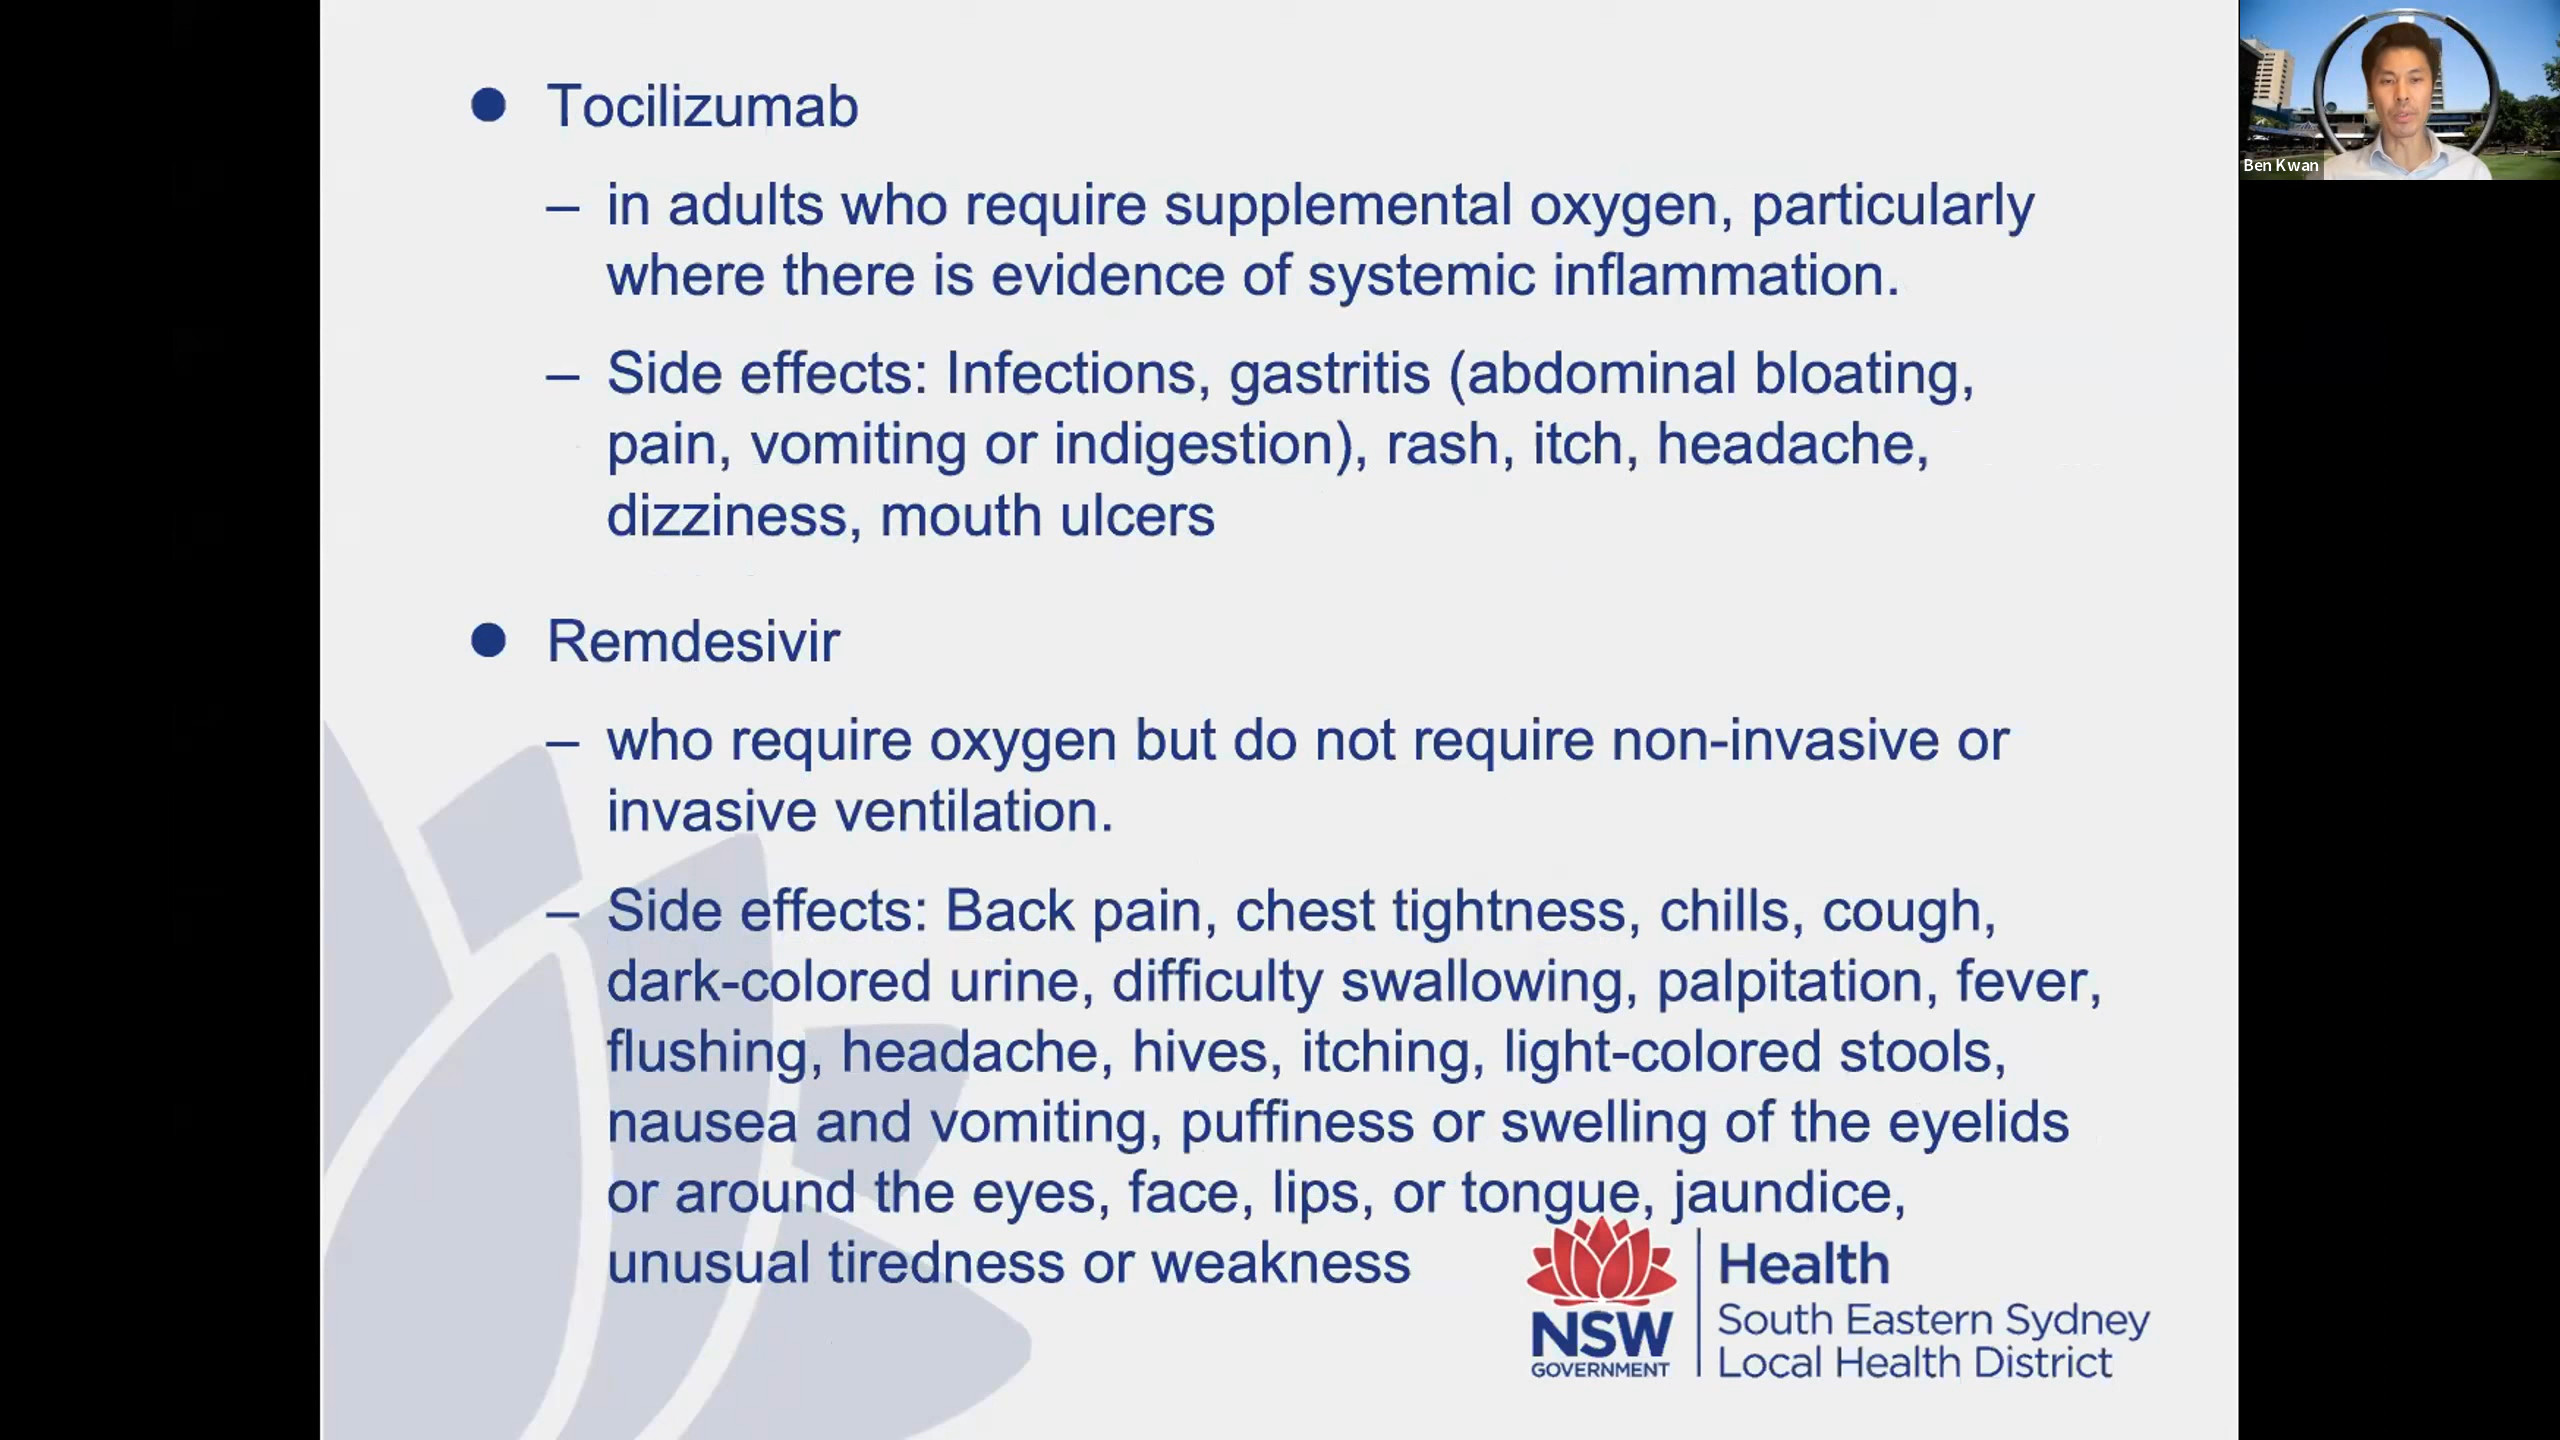 Tocilizumab
– in adults who require supplemental oxygen, particularly
where there is evidence of systemic inflammation.
– Side effects: Infections, gastritis (abdominal bloating,
pain, vomiting or indigestion), rash, itch, headache,
dizziness, mouth ulcers
Remdesivir
– who require oxygen but do not require non-invasive or
invasive ventilation.
– Side effects: Back pain, chest tightness, chills, cough,
dark-colored urine, difficulty swallowing, palpitation, fever,
flushing, headache, hives, itching, light-colored stools,
nausea and vomiting, puffiness or swelling of the eyelids
or around the eyes, face, lips, or tongue, jaundice,
unusual tiredness or weakness
NSW
GOVERNMENT
Health
South Eastern Sydney
Local Health District
Ben Kwan